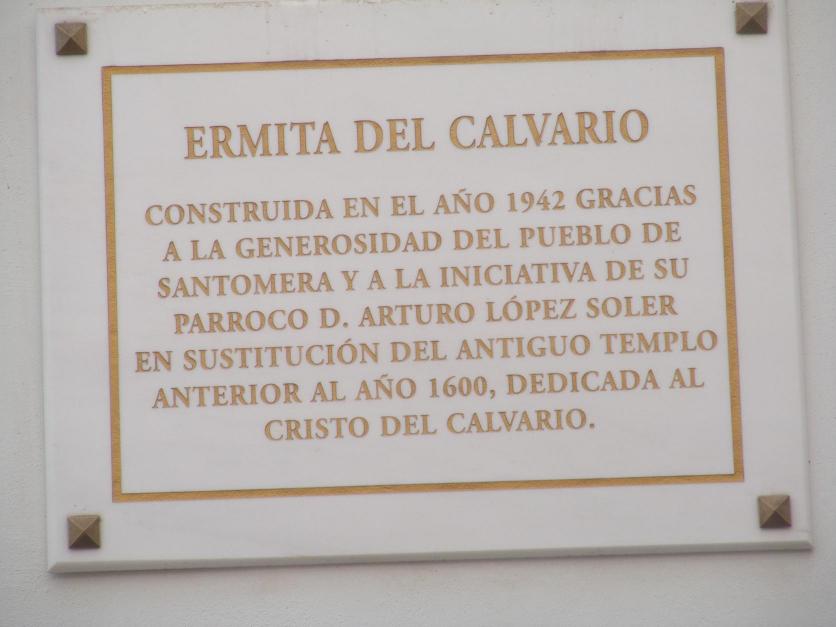 ERMITA DEL CALVARIO
CONSTRUIDA EN EL AÑO 1942 GRACIAS
A LA GENEROSIDAD DEL PUEBLO DE
SANTOMERA Y A LA INICIATIVA DE SU
PARROCO D. ARTURO LÓPEZ SOLER
EN SUSTITUCIÓN DEL ANTIGUO TEMPLO
ANTERIOR AL AÑO 1600, DEDICADA AL
CRISTO DEL CALVARIO.